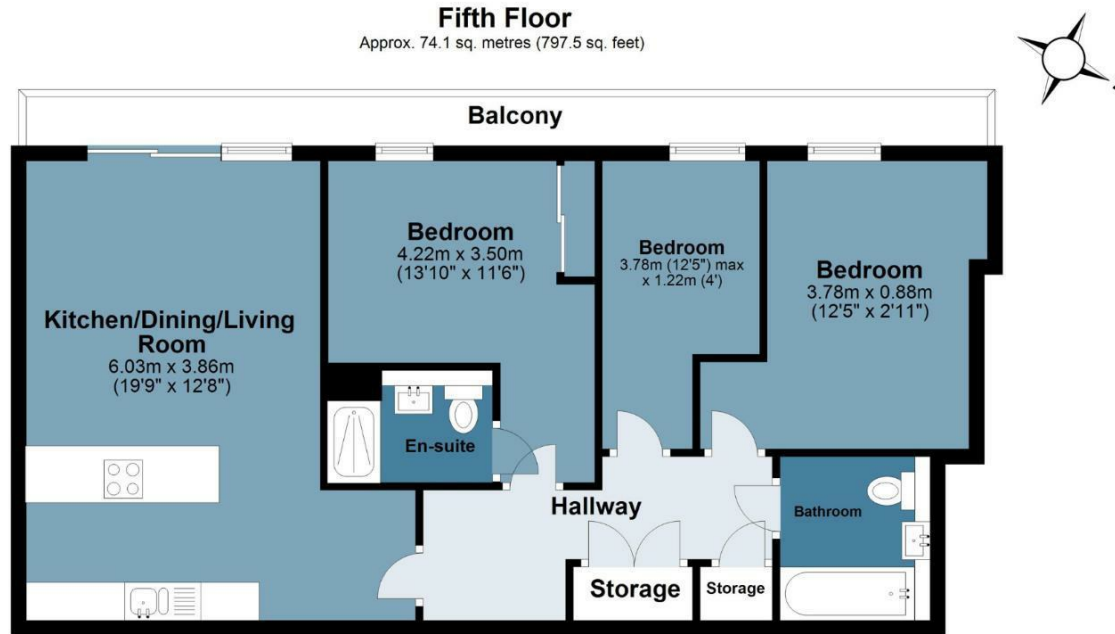 Fifth Floor
Approx. 74.1 sq. metres (797.5 sq. feet)
Balcony
Bedroom
4.22m x 3.50m
(13'10" x 11'6")
Bedroom
3.78m (12'5") max
x 1.22m (4')
Bedroom
3.78m x 0.88m
(12'5" x 2'11")
Kitchen/Dining/Living
Room
6.03m x 3.86m
(19'9" x 12'8")
En-suite
Hallway
Bathroom
Storage
Storage